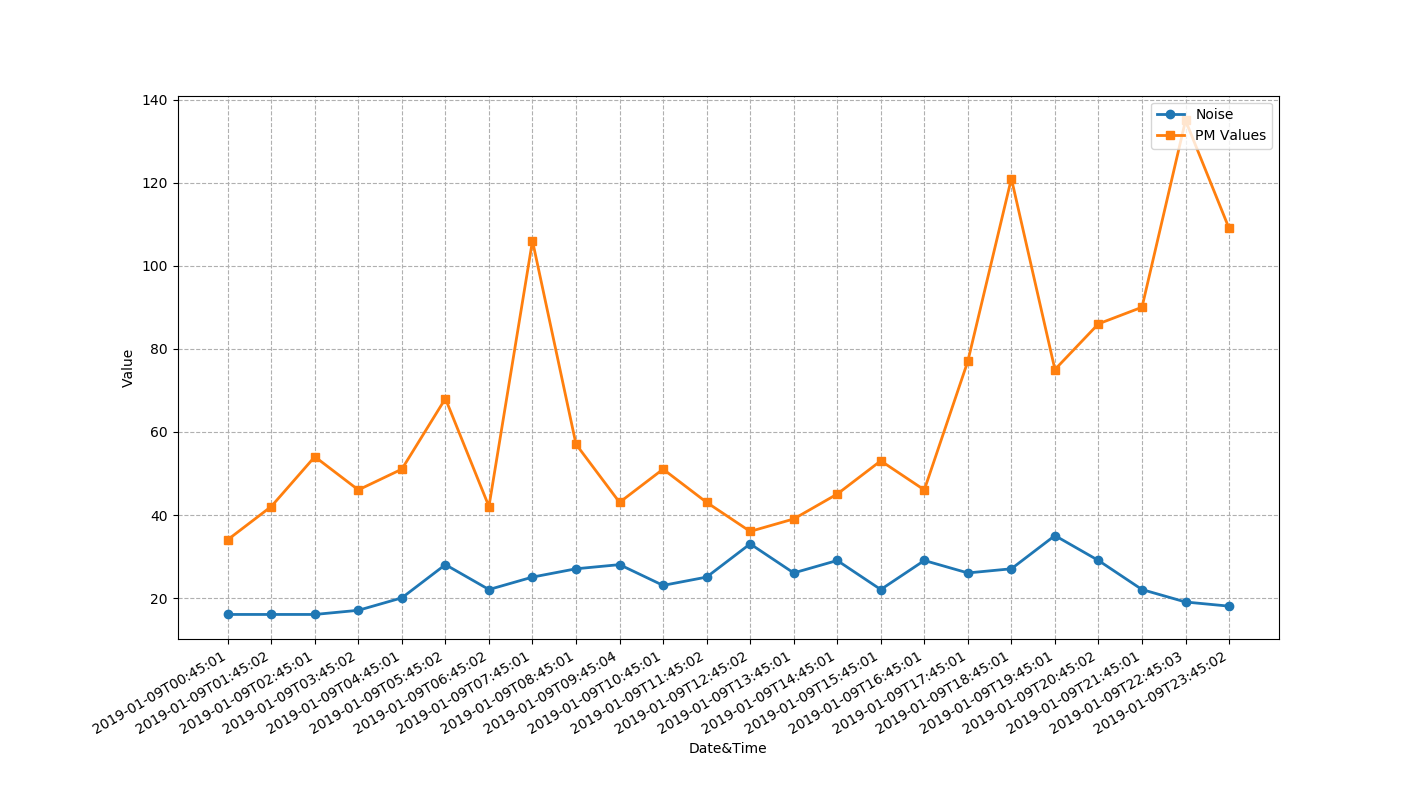 140
120
100
80
60
40
20
Value
Noise
PM Values
2019-01-09T00:45:01
2019-01-09T01:45:02
2019-01-09T02:45:01
2019-01-09T03:45:02
2019-01-09T04:45:01
2019-01-09T05:45:02
2019-01-09T06:45:02
2019-01-09T07:45:01
2019-01-09T08:45:01
2019-01-09T09:45:04
2019-01-09T10:45:01
2019-01-09T11:45:02
2019-01-09T12:45:02
2019-01-09T13:45:01
2019-01-09T14:45:01
2019-01-09T15:45:01
2019-01-09T16:45:01
2019-01-09T17:45:01
2019-01-09T18:45:01
2019-01-09T19:45:01
2019-01-09T20:45:02
2019-01-09T21:45:01
2019-01-09T22:45:03
2019-01-09T23:45:02
Date&Time